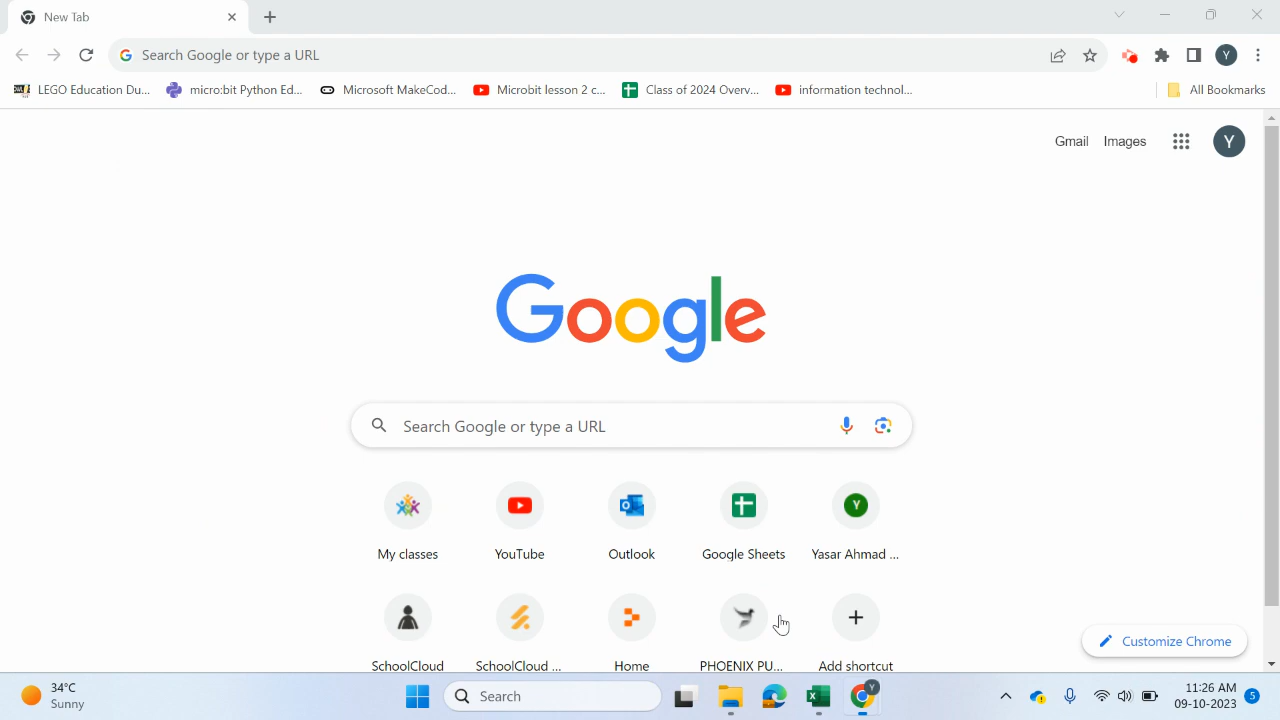 New Tab
Search Google or type a URL
Y
LEGO Education Du...
micro:bit Python Ed...
Microsoft MakeCod...
Microbit lesson 2 c...
Class of 2024 Overv...
information technol...
All Bookmarks
Gmail
Images
Y
Google
Search Google or type a URL
My classes
YouTube
Outlook
Google Sheets
Y
Yasar Ahmad ...
SchoolCloud
SchoolCloud ...
Home
PHOENIX PU...
Add shortcut
Customize Chrome
34°C
Sunny
Search
Y
11:26 AM
09-10-2023
5